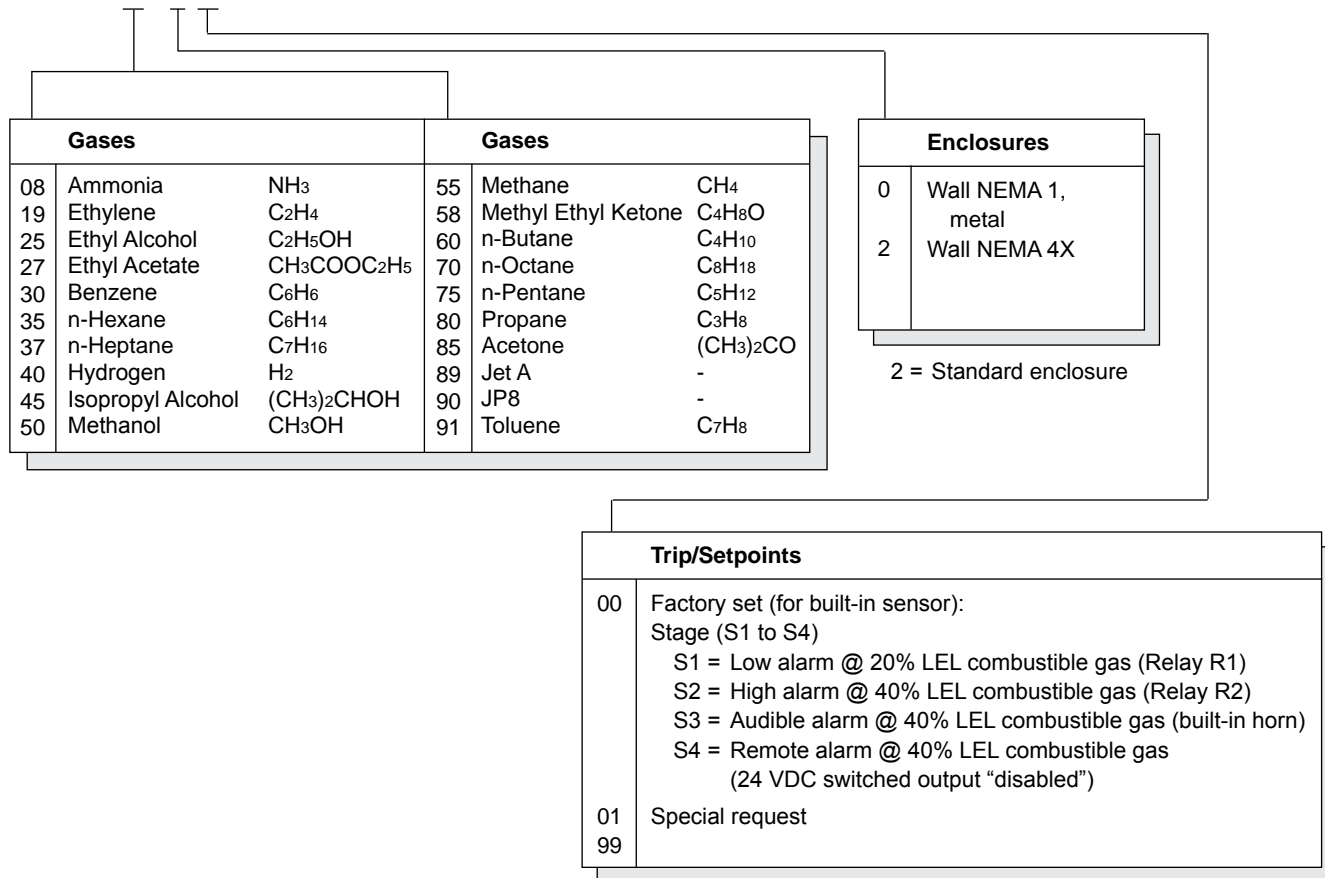 Gases
08 Ammonia NH3
19 Ethylene C2H4
25 Ethyl Alcohol C2H5OH
27 Ethyl Acetate CH3COOC2H5
30 Benzene C6H6
35 n-Hexane C6H14
37 n-Heptane C7H16
40 Hydrogen H2
45 Isopropyl Alcohol (CH3)2CHOH
50 Methanol CH3OH
Gases
55 Methane CH4
58 Methyl Ethyl Ketone C4H8O
60 n-Butane C4H10
70 n-Octane C8H18
75 n-Pentane C5H12
80 Propane C3H8
85 Acetone (CH3)2CO
89 Jet A -
90 JP8 -
91 Toluene C7H8
Enclosures
0 Wall NEMA 1,
metal
2 Wall NEMA 4X
2 = Standard enclosure
Trip/Setpoints
00 Factory set (for built-in sensor):
Stage (S1 to S4)
S1 = Low alarm @ 20% LEL combustible gas (Relay R1)
S2 = High alarm @ 40% LEL combustible gas (Relay R2)
S3 = Audible alarm @ 40% LEL combustible gas (built-in horn)
S4 = Remote alarm @ 40% LEL combustible gas
(24 VDC switched output “disabled”)
01 Special request
99